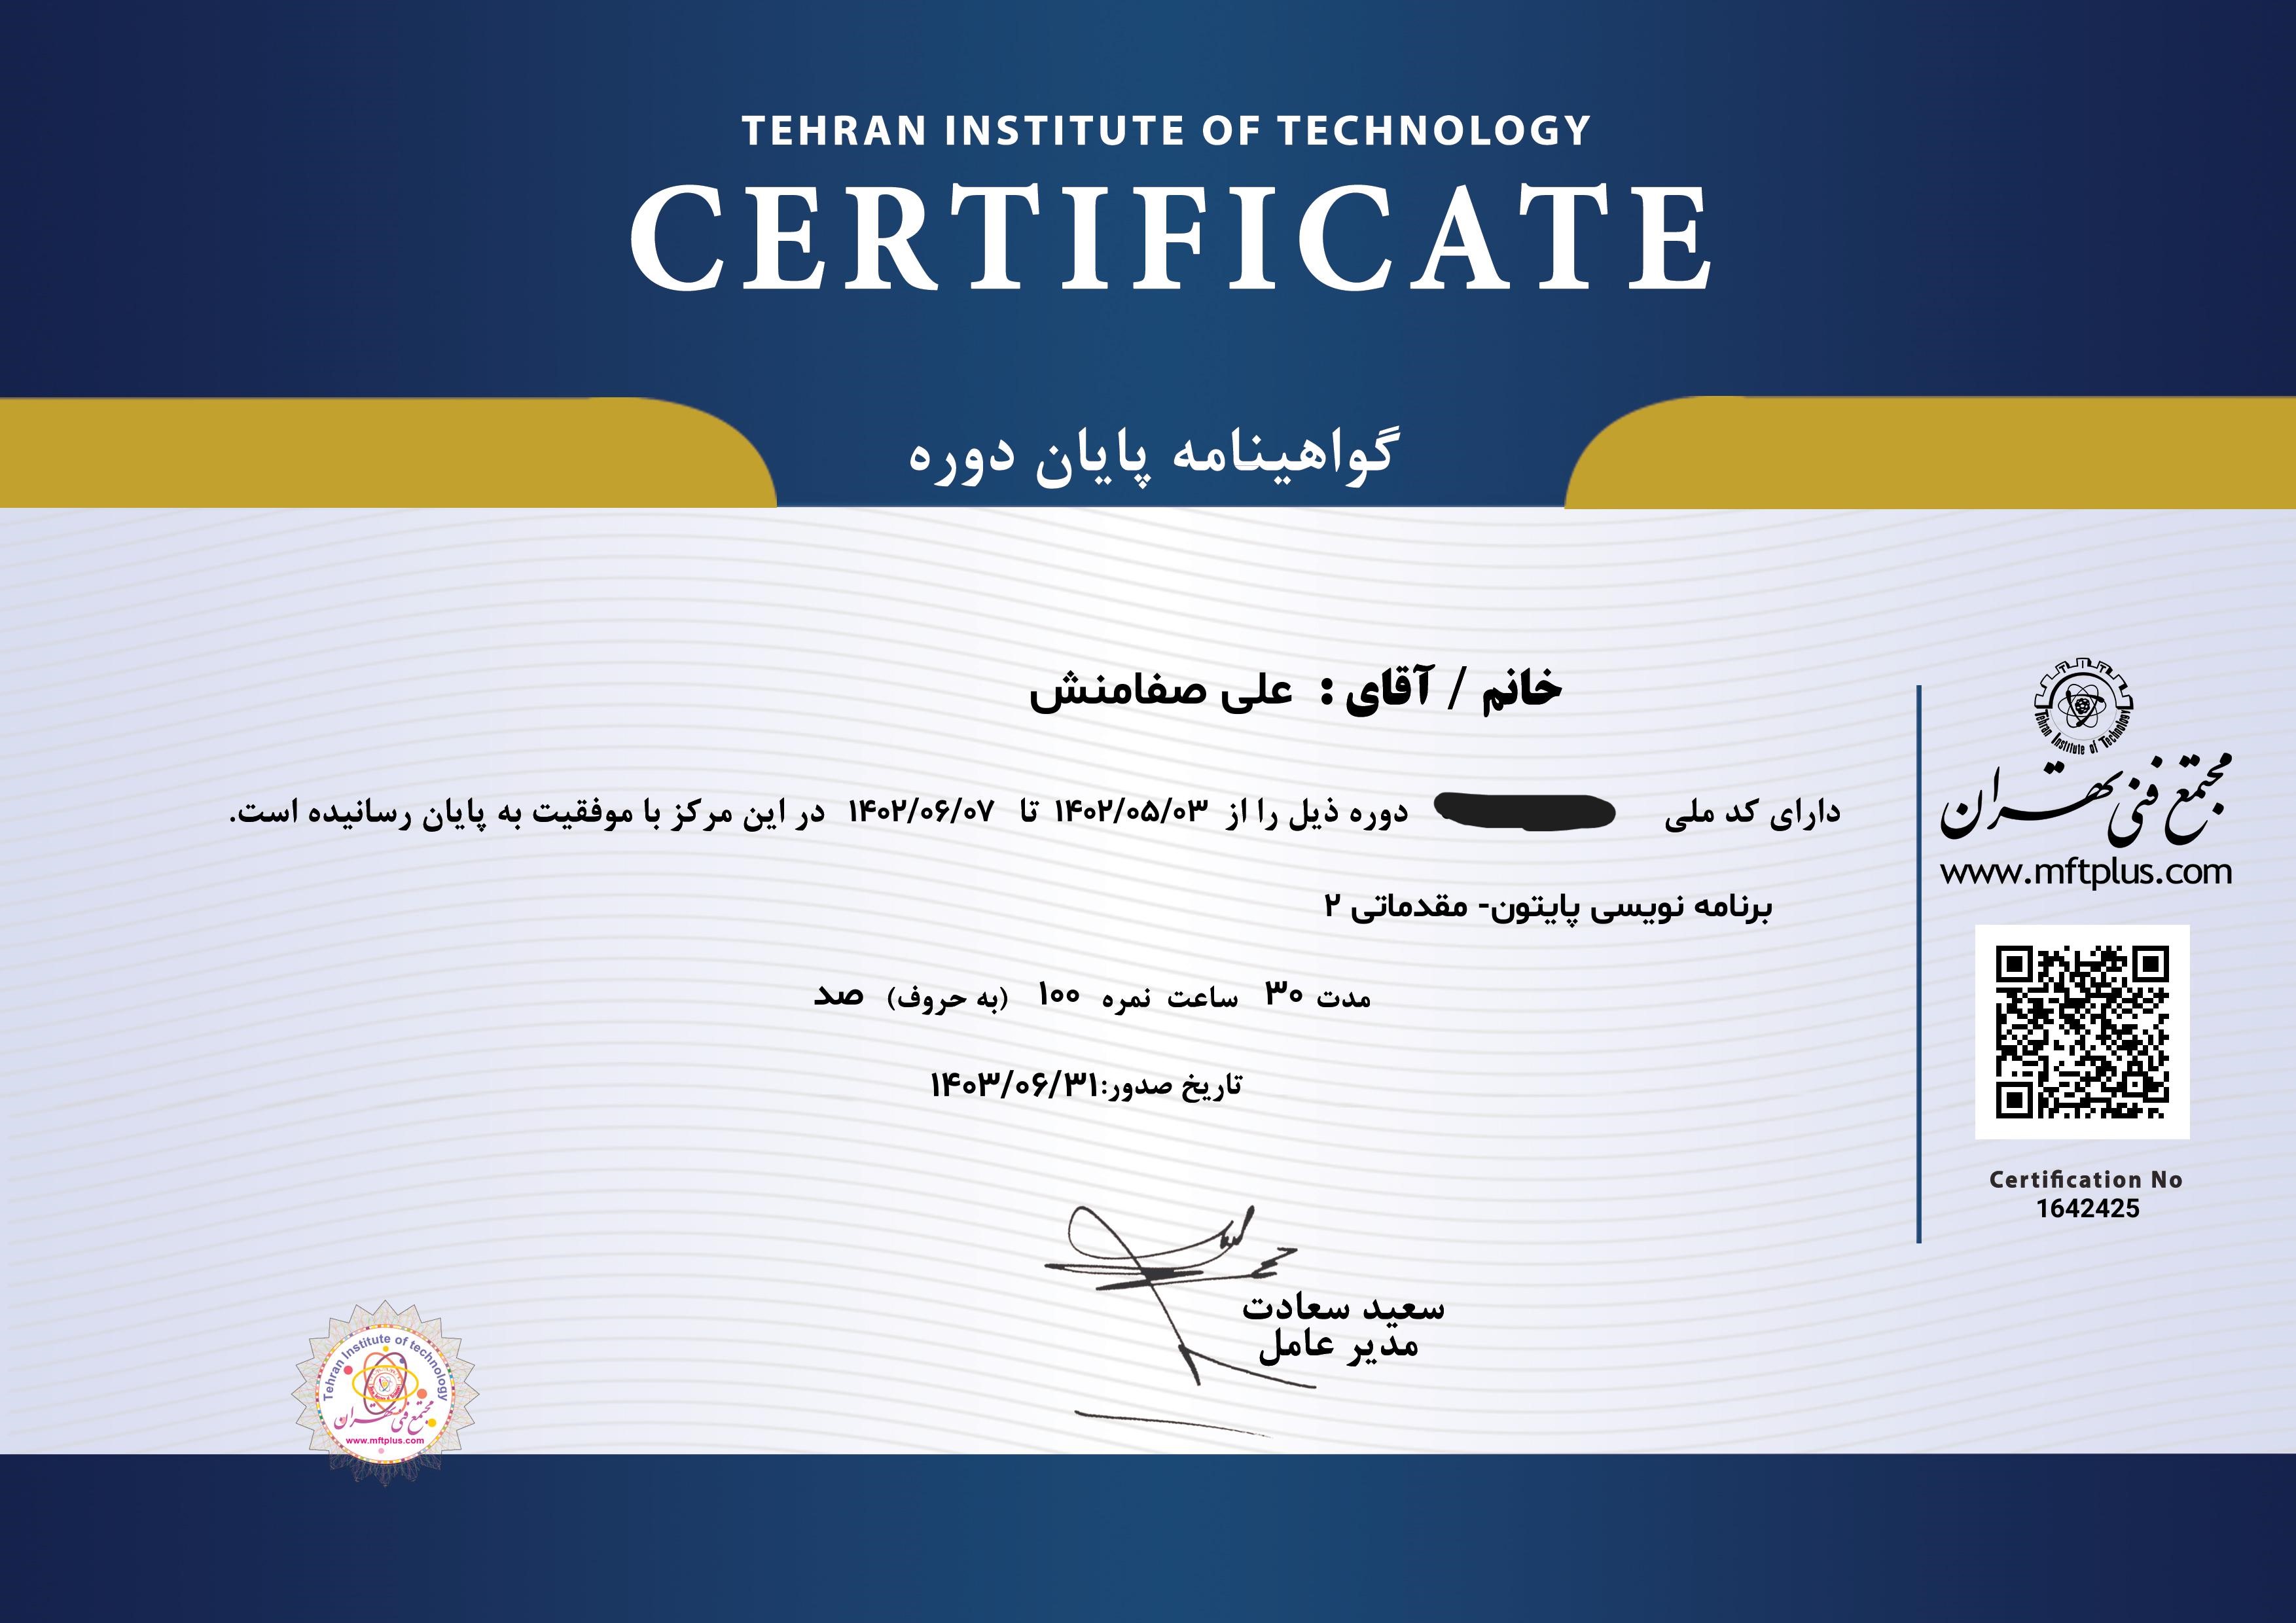 TEHRAN INSTITUTE OF TECHNOLOGY
CERTIFICATE
گواهینامه پایان دوره
خانم / آقای : علی صفامنش
دارای کد ملی دوره ذیل را از ۱۴۰۲/۰۵/۰۳ تا ۱۴۰۲/۰۶/۰۷ در این مرکز با موفقیت به پایان رسانیده است.
برنامه نویسی پایتون- مقدماتی ۲
مدت ۳۰ ساعت نمره ۱۰۰ (به حروف) صد
تاریخ صدور:۱۴۰۳/۰۶/۳۱
سعید سعادت
مدیر عامل
Tehran Institute of Technology
مجتمع فنی تهران
www.mftplus.com
Certification No
1642425
Tehran Institute of technology
مجتمع فنی تهران
www.mftplus.com